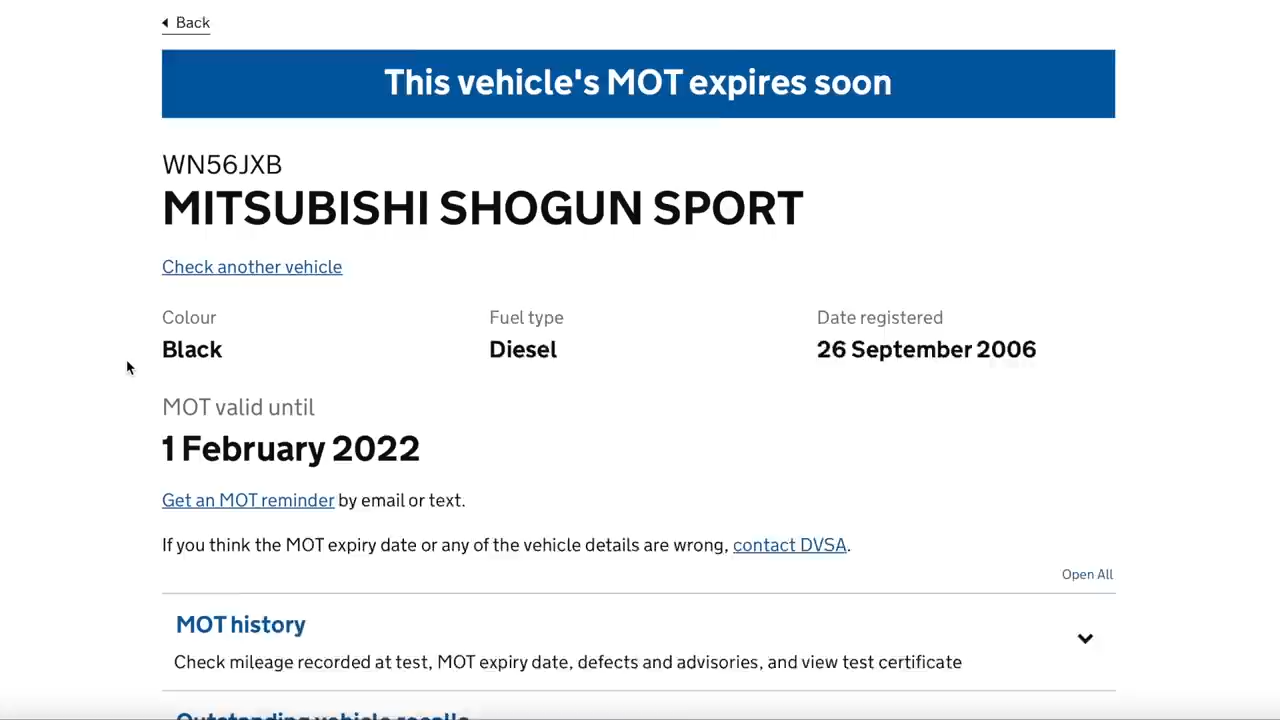 Back
This vehicle's MOT expires soon
WN56JXB
MITSUBISHI SHOGUN SPORT
Check another vehicle
Colour Fuel type Date registered
Black Diesel 26 September 2006
MOT valid until
1 February 2022
Get an MOT reminder by email or text.
If you think the MOT expiry date or any of the vehicle details are wrong, contact DVSA.
Open All
MOT history
Check mileage recorded at test, MOT expiry date, defects and advisories, and view test certificate
Outstanding vehicle recalls